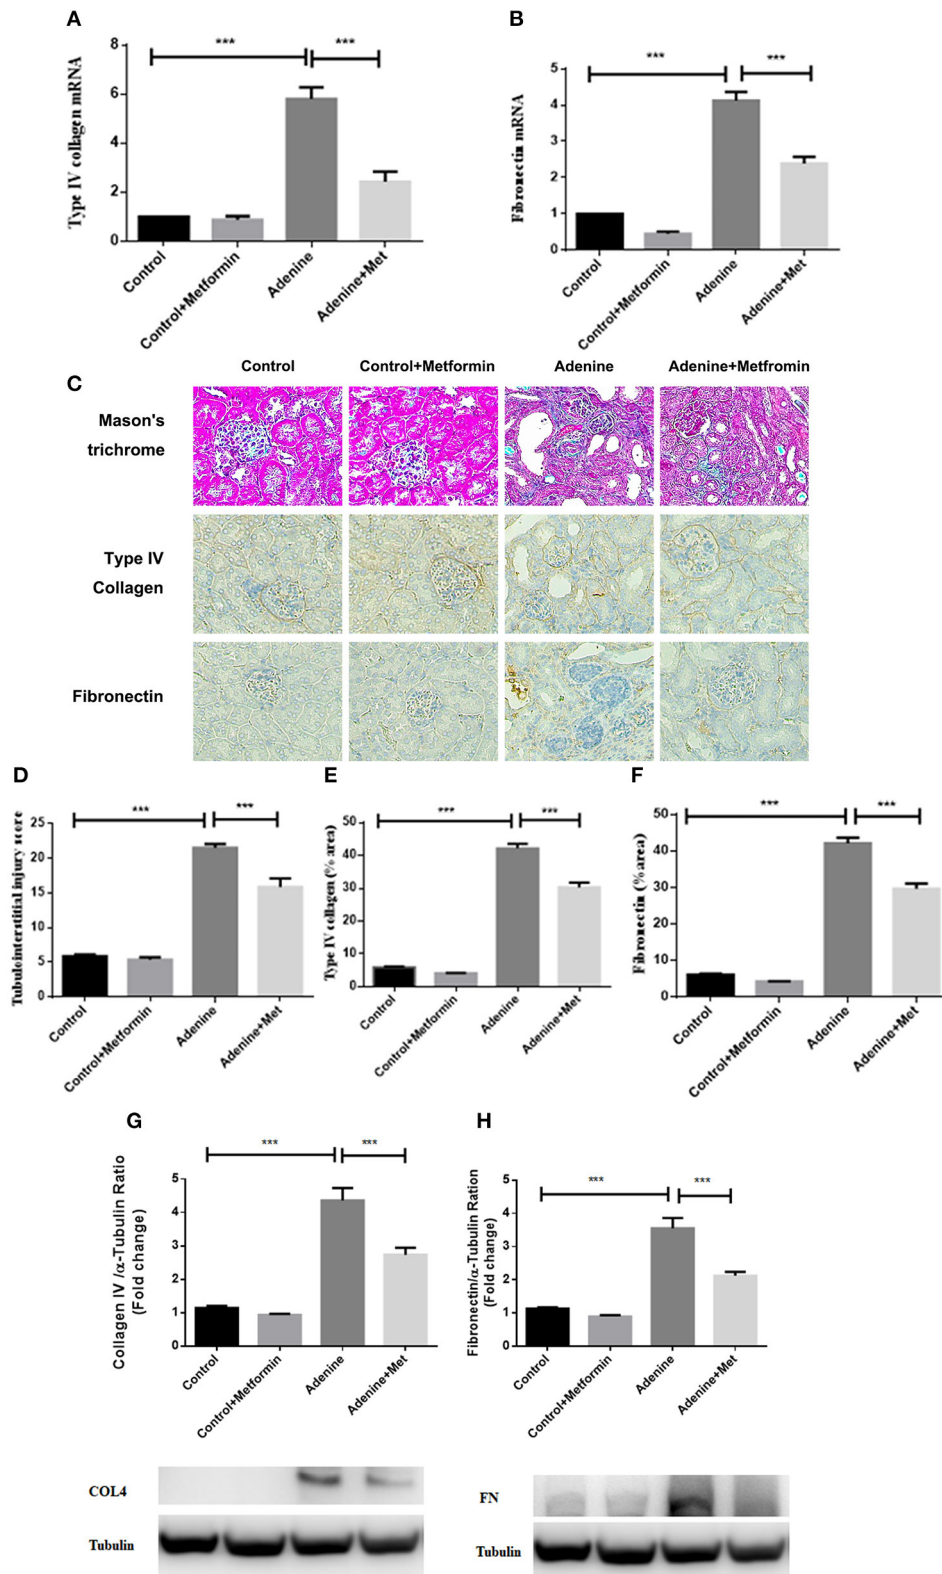 A
***
***
Type IV collagen mRNA
8
6
4
2
0
Control
Control+Metformin
Adenine
Adenine+Met
B
***
***
Fibronectin mRNA
5
4
3
2
1
0
Control
Control+Metformin
Adenine
Adenine+Met
C
Control
Control+Metformin
Adenine
Adenine+Metfromin
Mason's
trichrome
Type IV
Collagen
Fibronectin
D
***
***
Tubulointerstitial injury score
25
20
15
10
5
0
Control
Control+Metformin
Adenine
Adenine+Met
E
***
***
Type IV collagen (% area)
50
40
30
20
10
0
Control
Control+Metformin
Adenine
Adenine+Met
F
***
***
Fibronectin (% area)
50
40
30
20
10
0
Control
Control+Metformin
Adenine
Adenine+Met
G
***
***
Collagen IV /α-Tubulin Ratio
(Fold change)
5
4
3
2
1
0
Control
Control+Metformin
Adenine
Adenine+Met
H
***
***
Fibronectin/α-Tubulin Ration
(Fold change)
5
4
3
2
1
0
Control
Control+Metformin
Adenine
Adenine+Met
COL4
Tubulin
FN
Tubulin